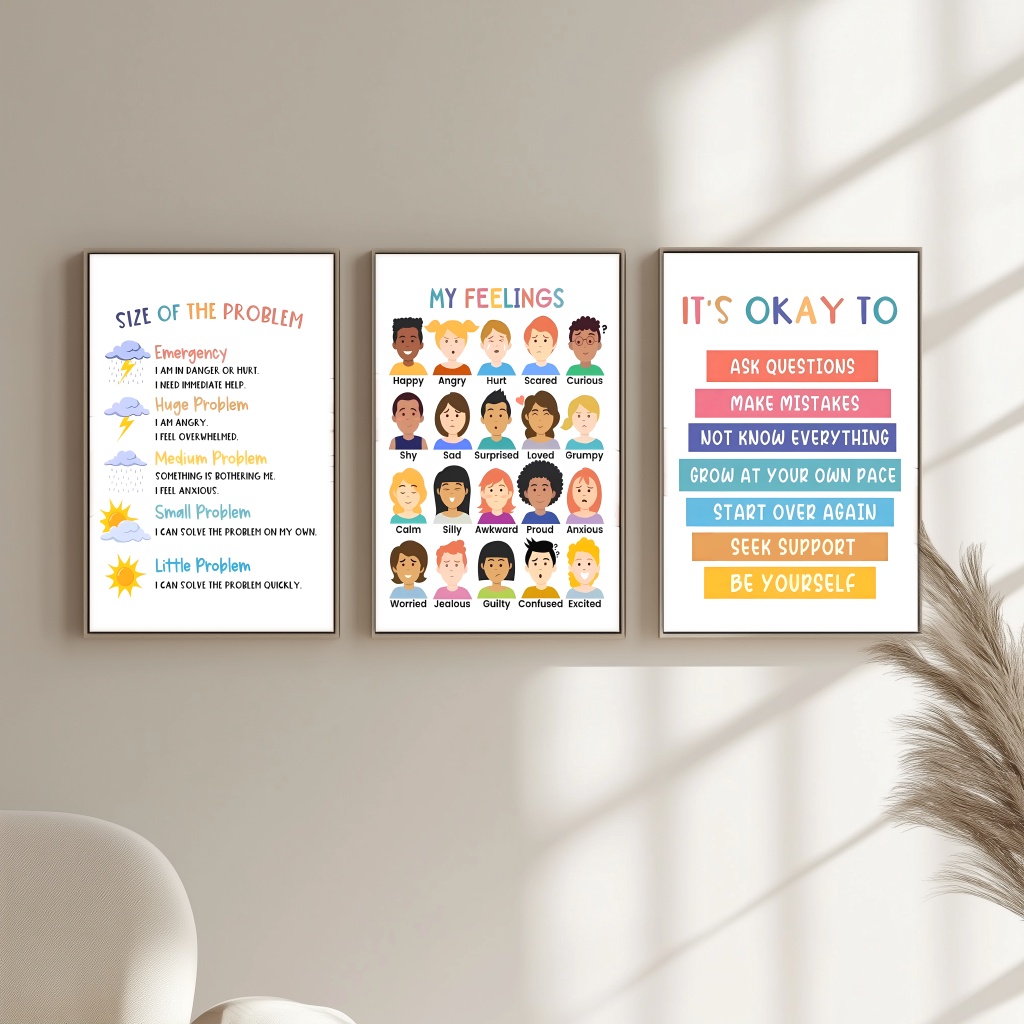 SIZE OF THE PROBLEM
Emergency
I AM IN DANGER OR HURT.
I NEED IMMEDIATE HELP.
Huge Problem
I AM ANGRY.
I FEEL OVERWHELMED.
Medium Problem
SOMETHING IS BOTHERING ME.
I FEEL ANXIOUS.
Small Problem
I CAN SOLVE THE PROBLEM ON MY OWN.
Little Problem
I CAN SOLVE THE PROBLEM QUICKLY.
MY FEELINGS
?
Happy Angry Hurt Scared Curious
Shy Sad Surprised Loved Grumpy
Calm Silly Awkward Proud Anxious
???
Worried Jealous Guilty Confused Excited
IT'S OKAY TO
ASK QUESTIONS
MAKE MISTAKES
NOT KNOW EVERYTHING
GROW AT YOUR OWN PACE
START OVER AGAIN
SEEK SUPPORT
BE YOURSELF